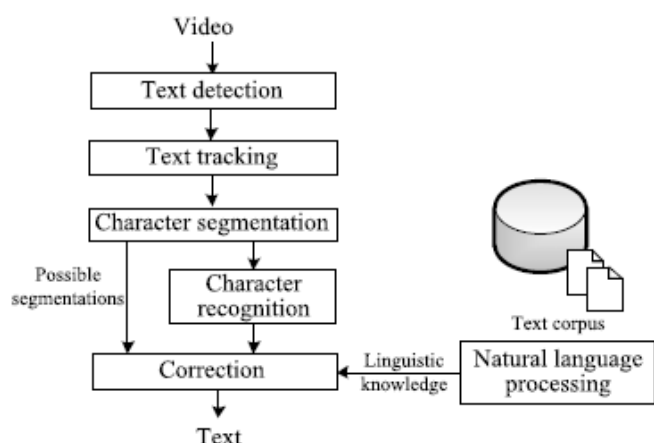 Video
Text detection
Text tracking
Character segmentation
Possible
segmentations
Character
recognition
Text corpus
Correction
Linguistic
knowledge
Natural language
processing
Text